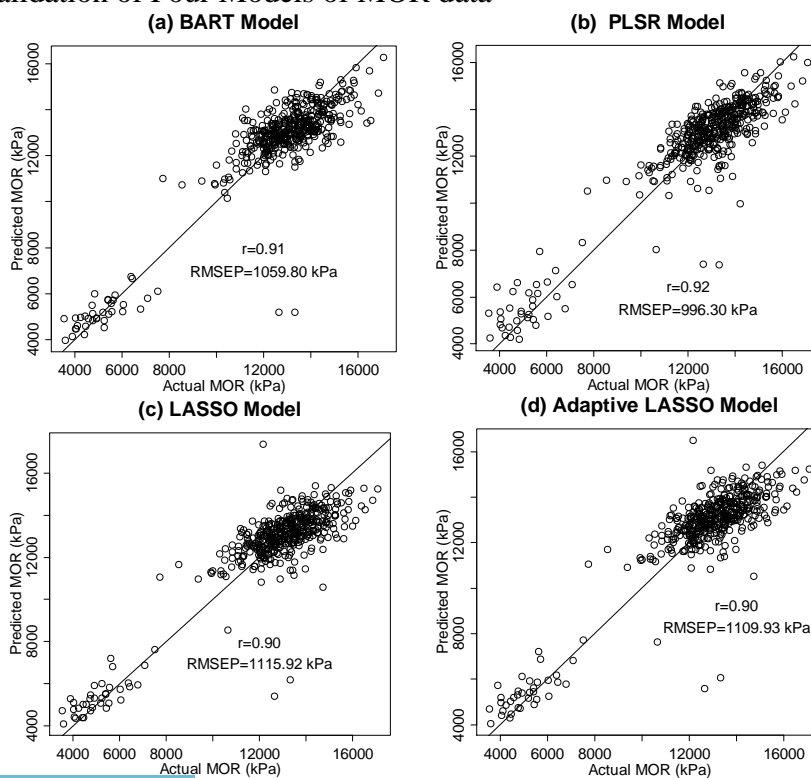 of Four Models of MOR data
(a) BART Model
16000
12000
8000
6000
4000
Predicted MOR (kPa)
r=0.91
RMSEP=1059.80 kPa
4000 6000 8000 12000 16000
Actual MOR (kPa)
(b) PLSR Model
16000
12000
8000
6000
4000
Predicted MOR (kPa)
r=0.92
RMSEP=996.30 kPa
4000 6000 8000 12000 16000
Actual MOR (kPa)
(c) LASSO Model
16000
12000
8000
4000
Predicted MOR (kPa)
r=0.90
RMSEP=1115.92 kPa
4000 6000 8000 12000 16000
Actual MOR (kPa)
(d) Adaptive LASSO Model
16000
12000
8000
4000
Predicted MOR (kPa)
r=0.90
RMSEP=1109.93 kPa
4000 6000 8000 12000 16000
Actual MOR (kPa)